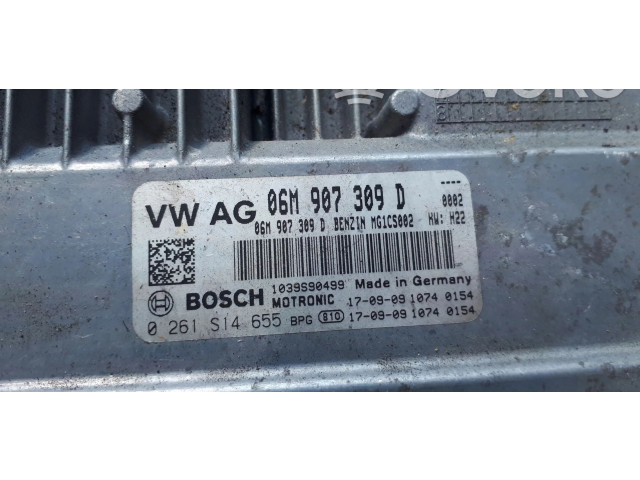 VW AG 06M 907 309 D ----
0002
06M 907 309 D BENZIN MG1CS002 HW: H22
1039S90499 Made in Germany
BOSCH MOTRONIC 17-09-09 1074 0154
0 261 S14 655 BPG 810 17-09-09 1074 0154